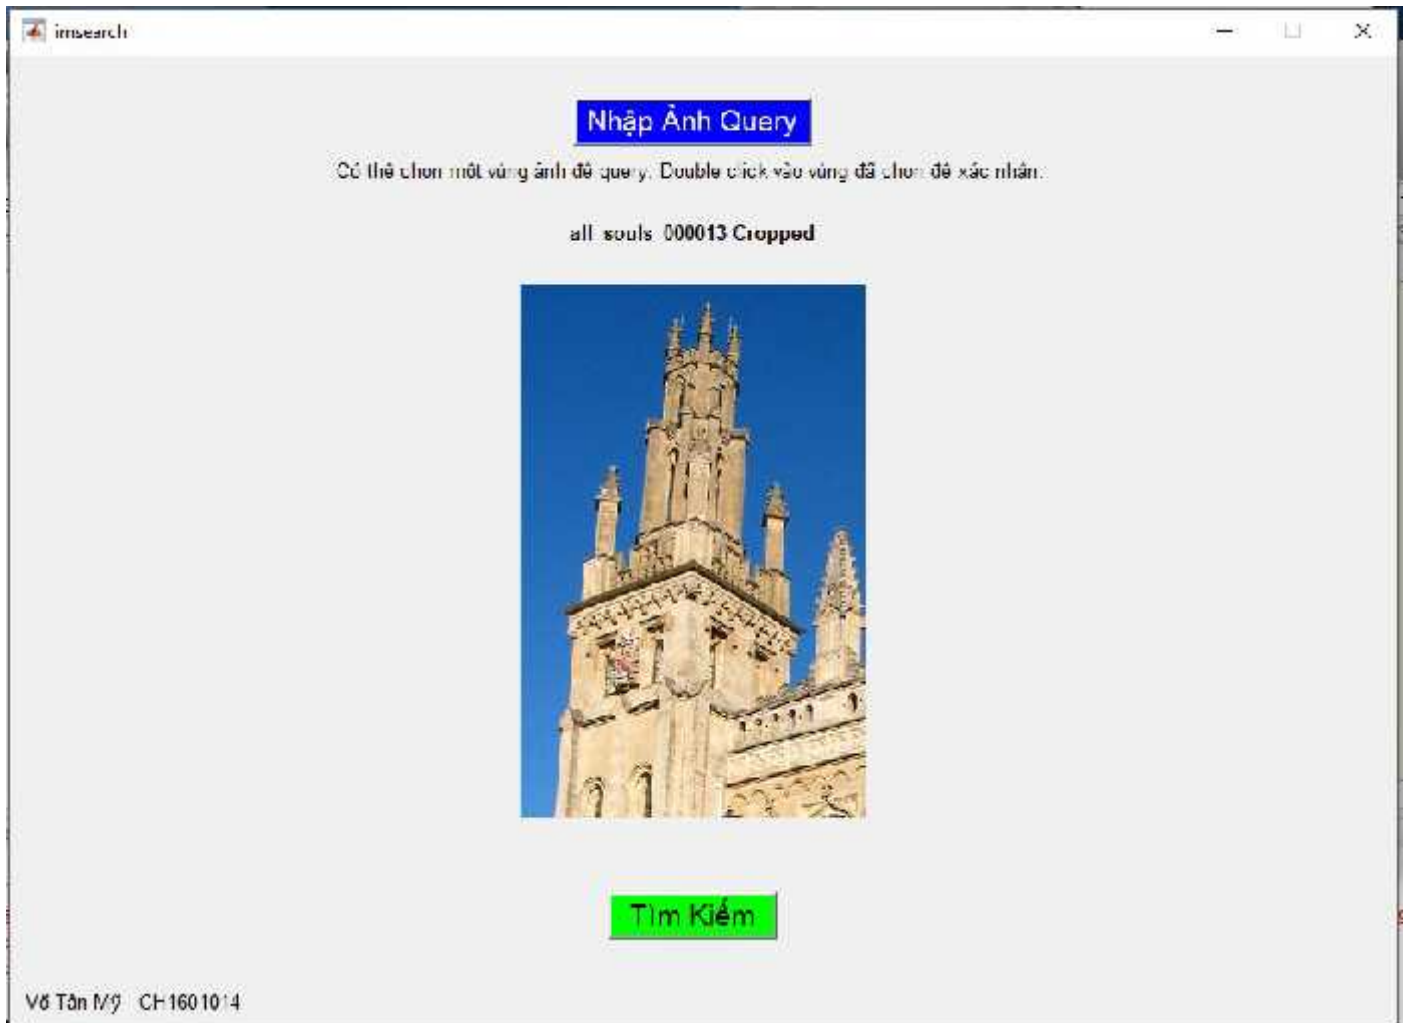 imsearch
Nhập Ảnh Query
Có thể chọn một vùng ảnh để query. Double click vào vùng đã chọn để xác nhận.
all souls 000013 Cropped
Tìm Kiếm
Võ Tấn Mỹ CH1601014